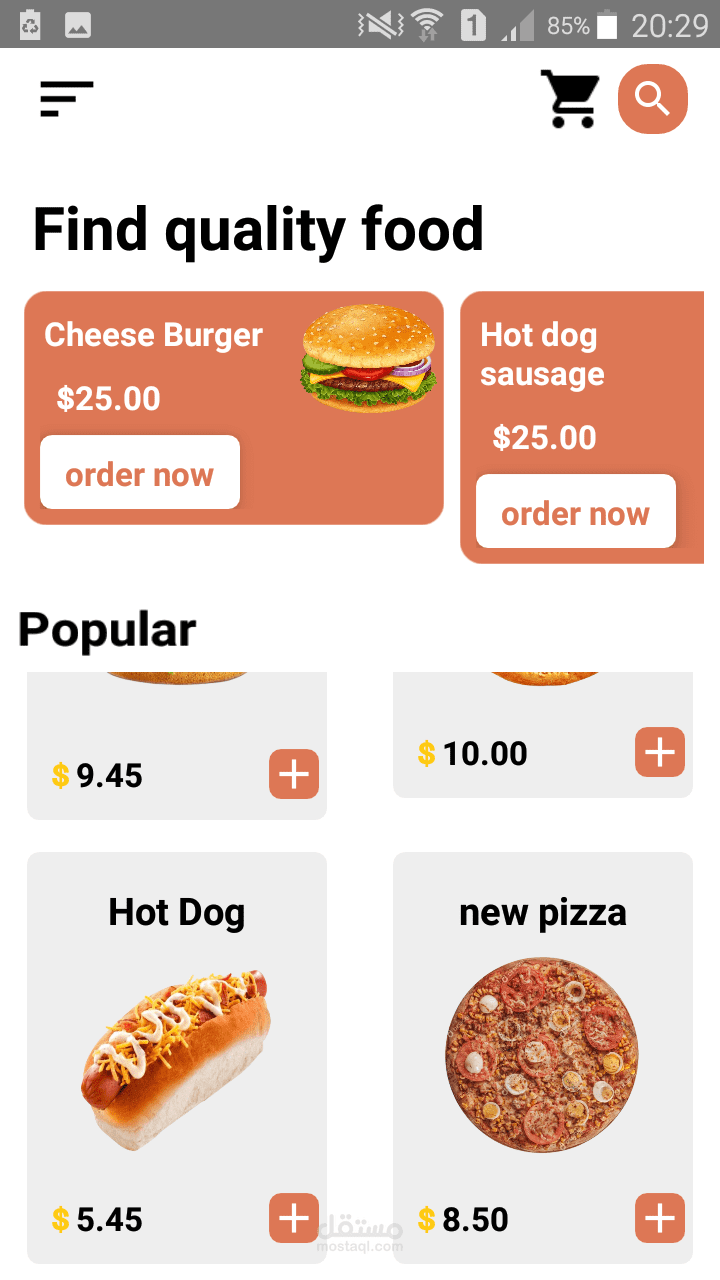 1 85% 20:29
Find quality food
Cheese Burger
$25.00
order now
Hot dog
sausage
$25.00
order now
Popular
$ 9.45
$ 10.00
Hot Dog
new pizza
$ 5.45
$ 8.50
مستقل
mostaql.com